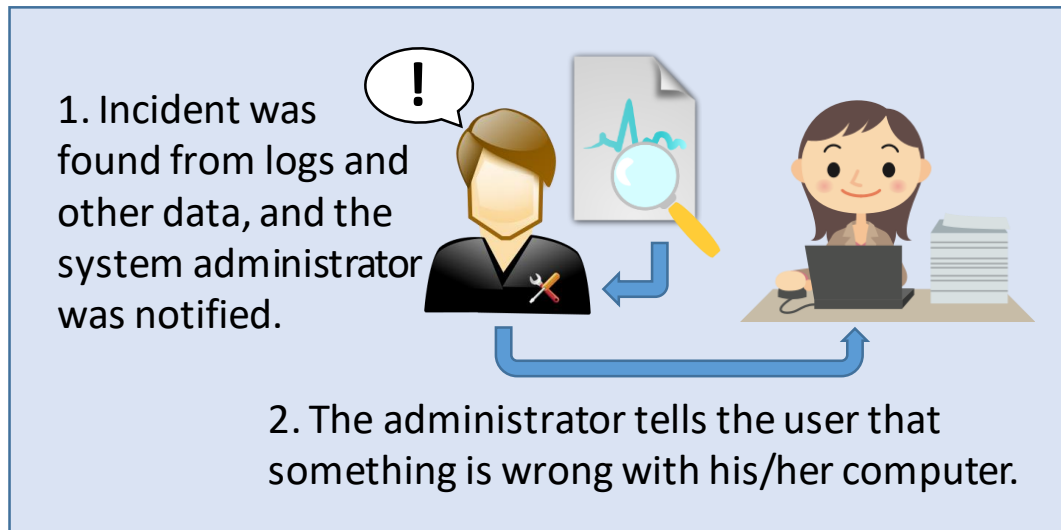 !
1. Incident was
found from logs and
other data, and the
system administrator
was notified.
2. The administrator tells the user that
something is wrong with his/her computer.